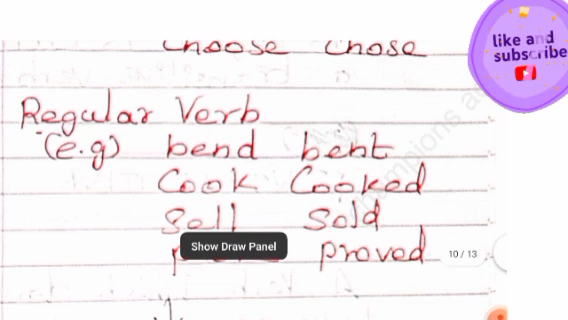 choose chose
like and
subscribe
Regular Verb
(e.g) bend bent
Cook Cooked
Sell Sold
Show Draw Panel
proved
10 / 13